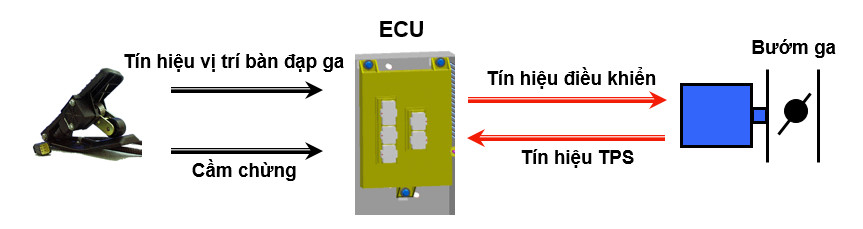 ECU
Bướm ga
Tín hiệu vị trí bàn đạp ga
Tín hiệu điều khiển
Cầm chừng
Tín hiệu TPS